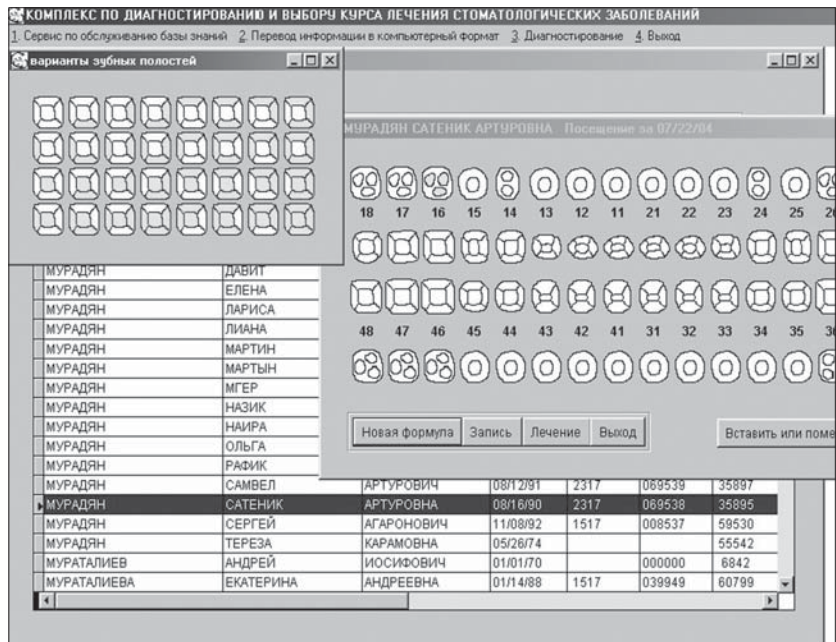 КОМПЛЕКС ПО ДИАГНОСТИРОВАНИЮ И ВЫБОРУ КУРСА ЛЕЧЕНИЯ СТОМАТОЛОГИЧЕСКИХ ЗАБОЛЕВАНИЙ
1. Сервис по обслуживанию базы знаний 2. Перевод информации в компьютерный формат 3. Диагностирование 4. Выход
варианты зубных полостей
МУРАДЯН САТЕНИК АРТУРОВНА Посещение за 07/22/04
18 17 16 15 14 13 12 11 21 22 23 24 25
48 47 46 45 44 43 42 41 31 32 33 34 35
Новая формула Запись Лечение Выход Вставить или
МУРАДЯН ДАВИТ
МУРАДЯН ЕЛЕНА
МУРАДЯН ЛАРИСА
МУРАДЯН ЛИАНА
МУРАДЯН МАРТИН
МУРАДЯН МАРТЫН
МУРАДЯН МГЕР
МУРАДЯН НАЗИК
МУРАДЯН НАИРА
МУРАДЯН ОЛЬГА
МУРАДЯН РАФИК
МУРАДЯН САМВЕЛ АРТУРОВИЧ 08/12/91 2317 069539 35897
МУРАДЯН САТЕНИК АРТУРОВНА 08/16/90 2317 069538 35895
МУРАДЯН СЕРГЕЙ АГАРОНОВИЧ 11/08/92 1517 008537 59530
МУРАДЯН ТЕРЕЗА КАРАМОВНА 05/26/74 55542
МУРАТАЛИЕВ АНДРЕЙ ИОСИФОВИЧ 01/01/70 000000 6842
МУРАТАЛИЕВА ЕКАТЕРИНА АНДРЕЕВНА 01/14/88 1517 039949 60799